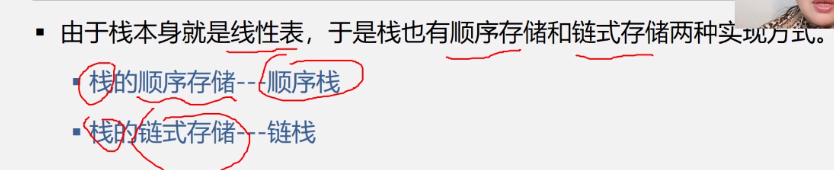 ▪ 由于栈本身就是线性表，于是栈也有顺序存储和链式存储两种实现方式。
▪ 栈的顺序存储---顺序栈
▪ 栈的链式存储---链栈